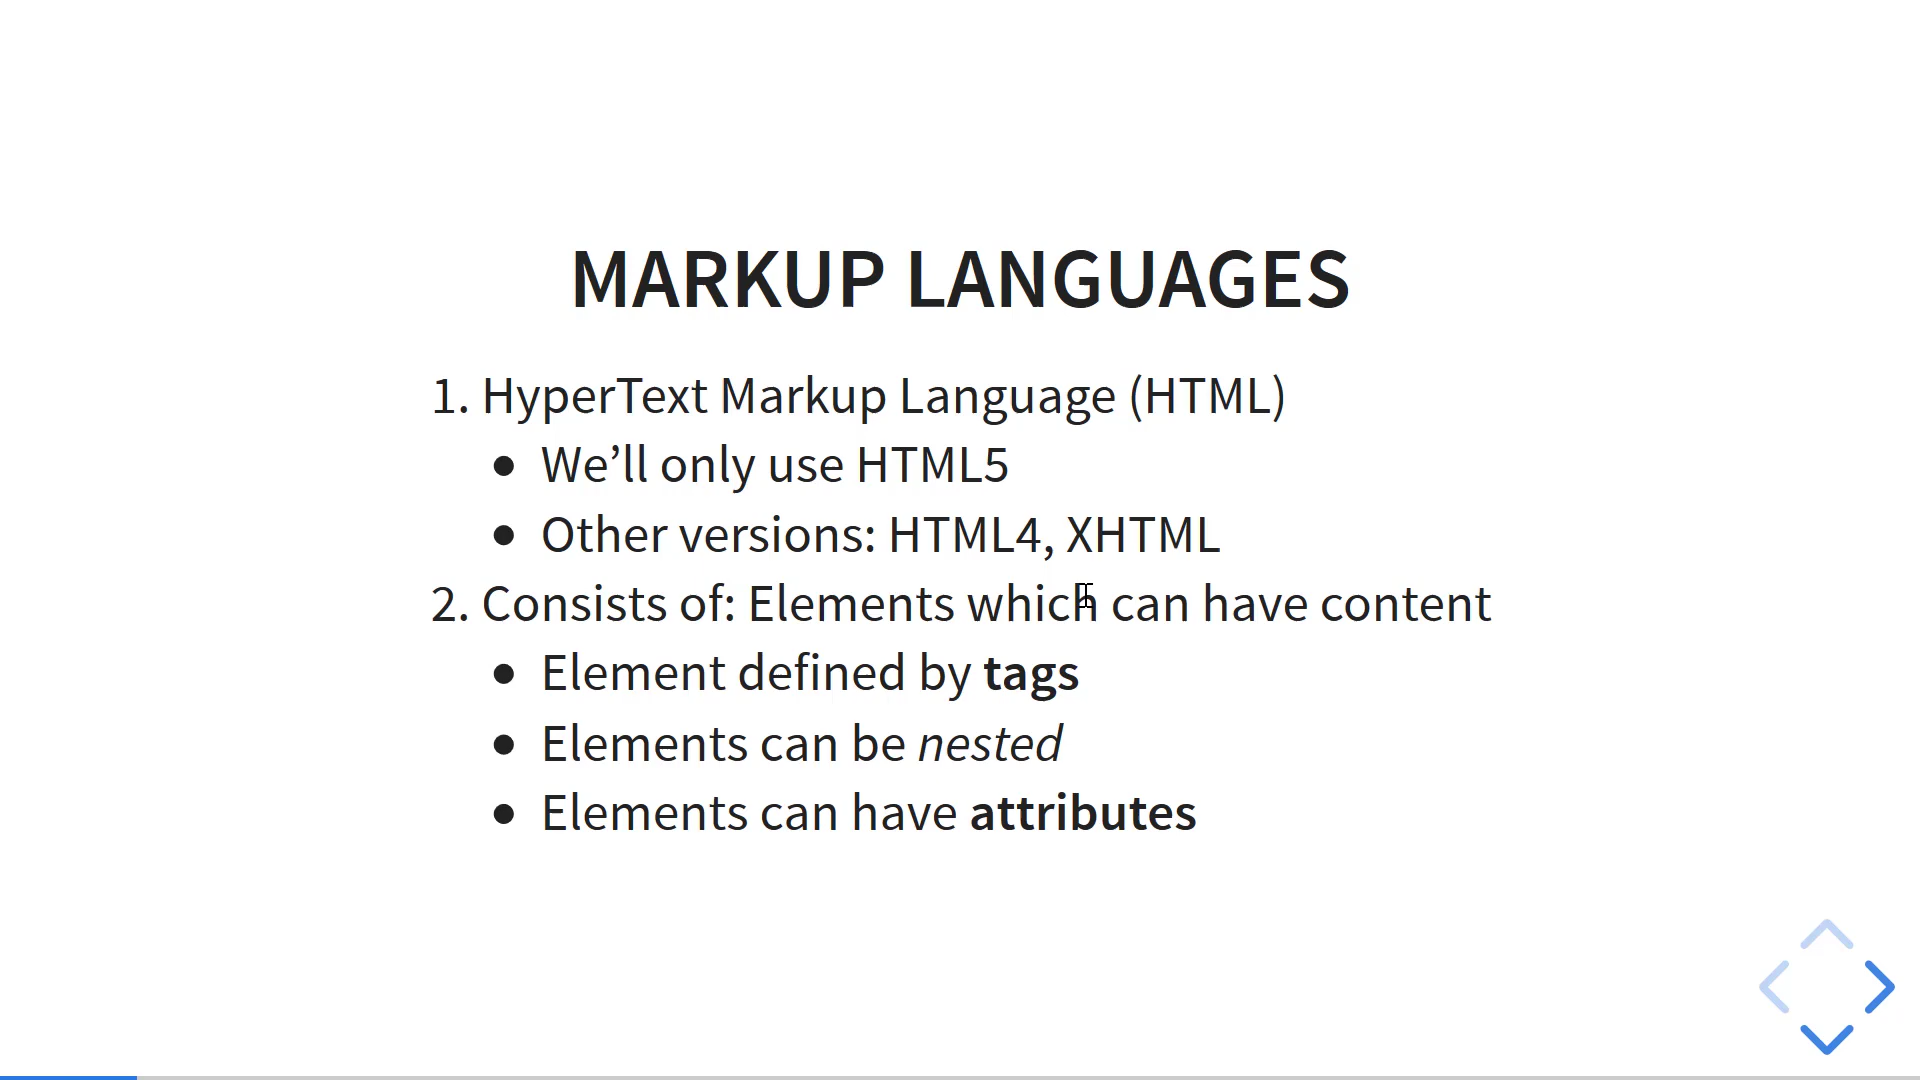 MARKUP LANGUAGES
1. HyperText Markup Language (HTML)
● We’ll only use HTML5
● Other versions: HTML4, XHTML
2. Consists of: Elements which can have content
● Element defined by tags
● Elements can be nested
● Elements can have attributes